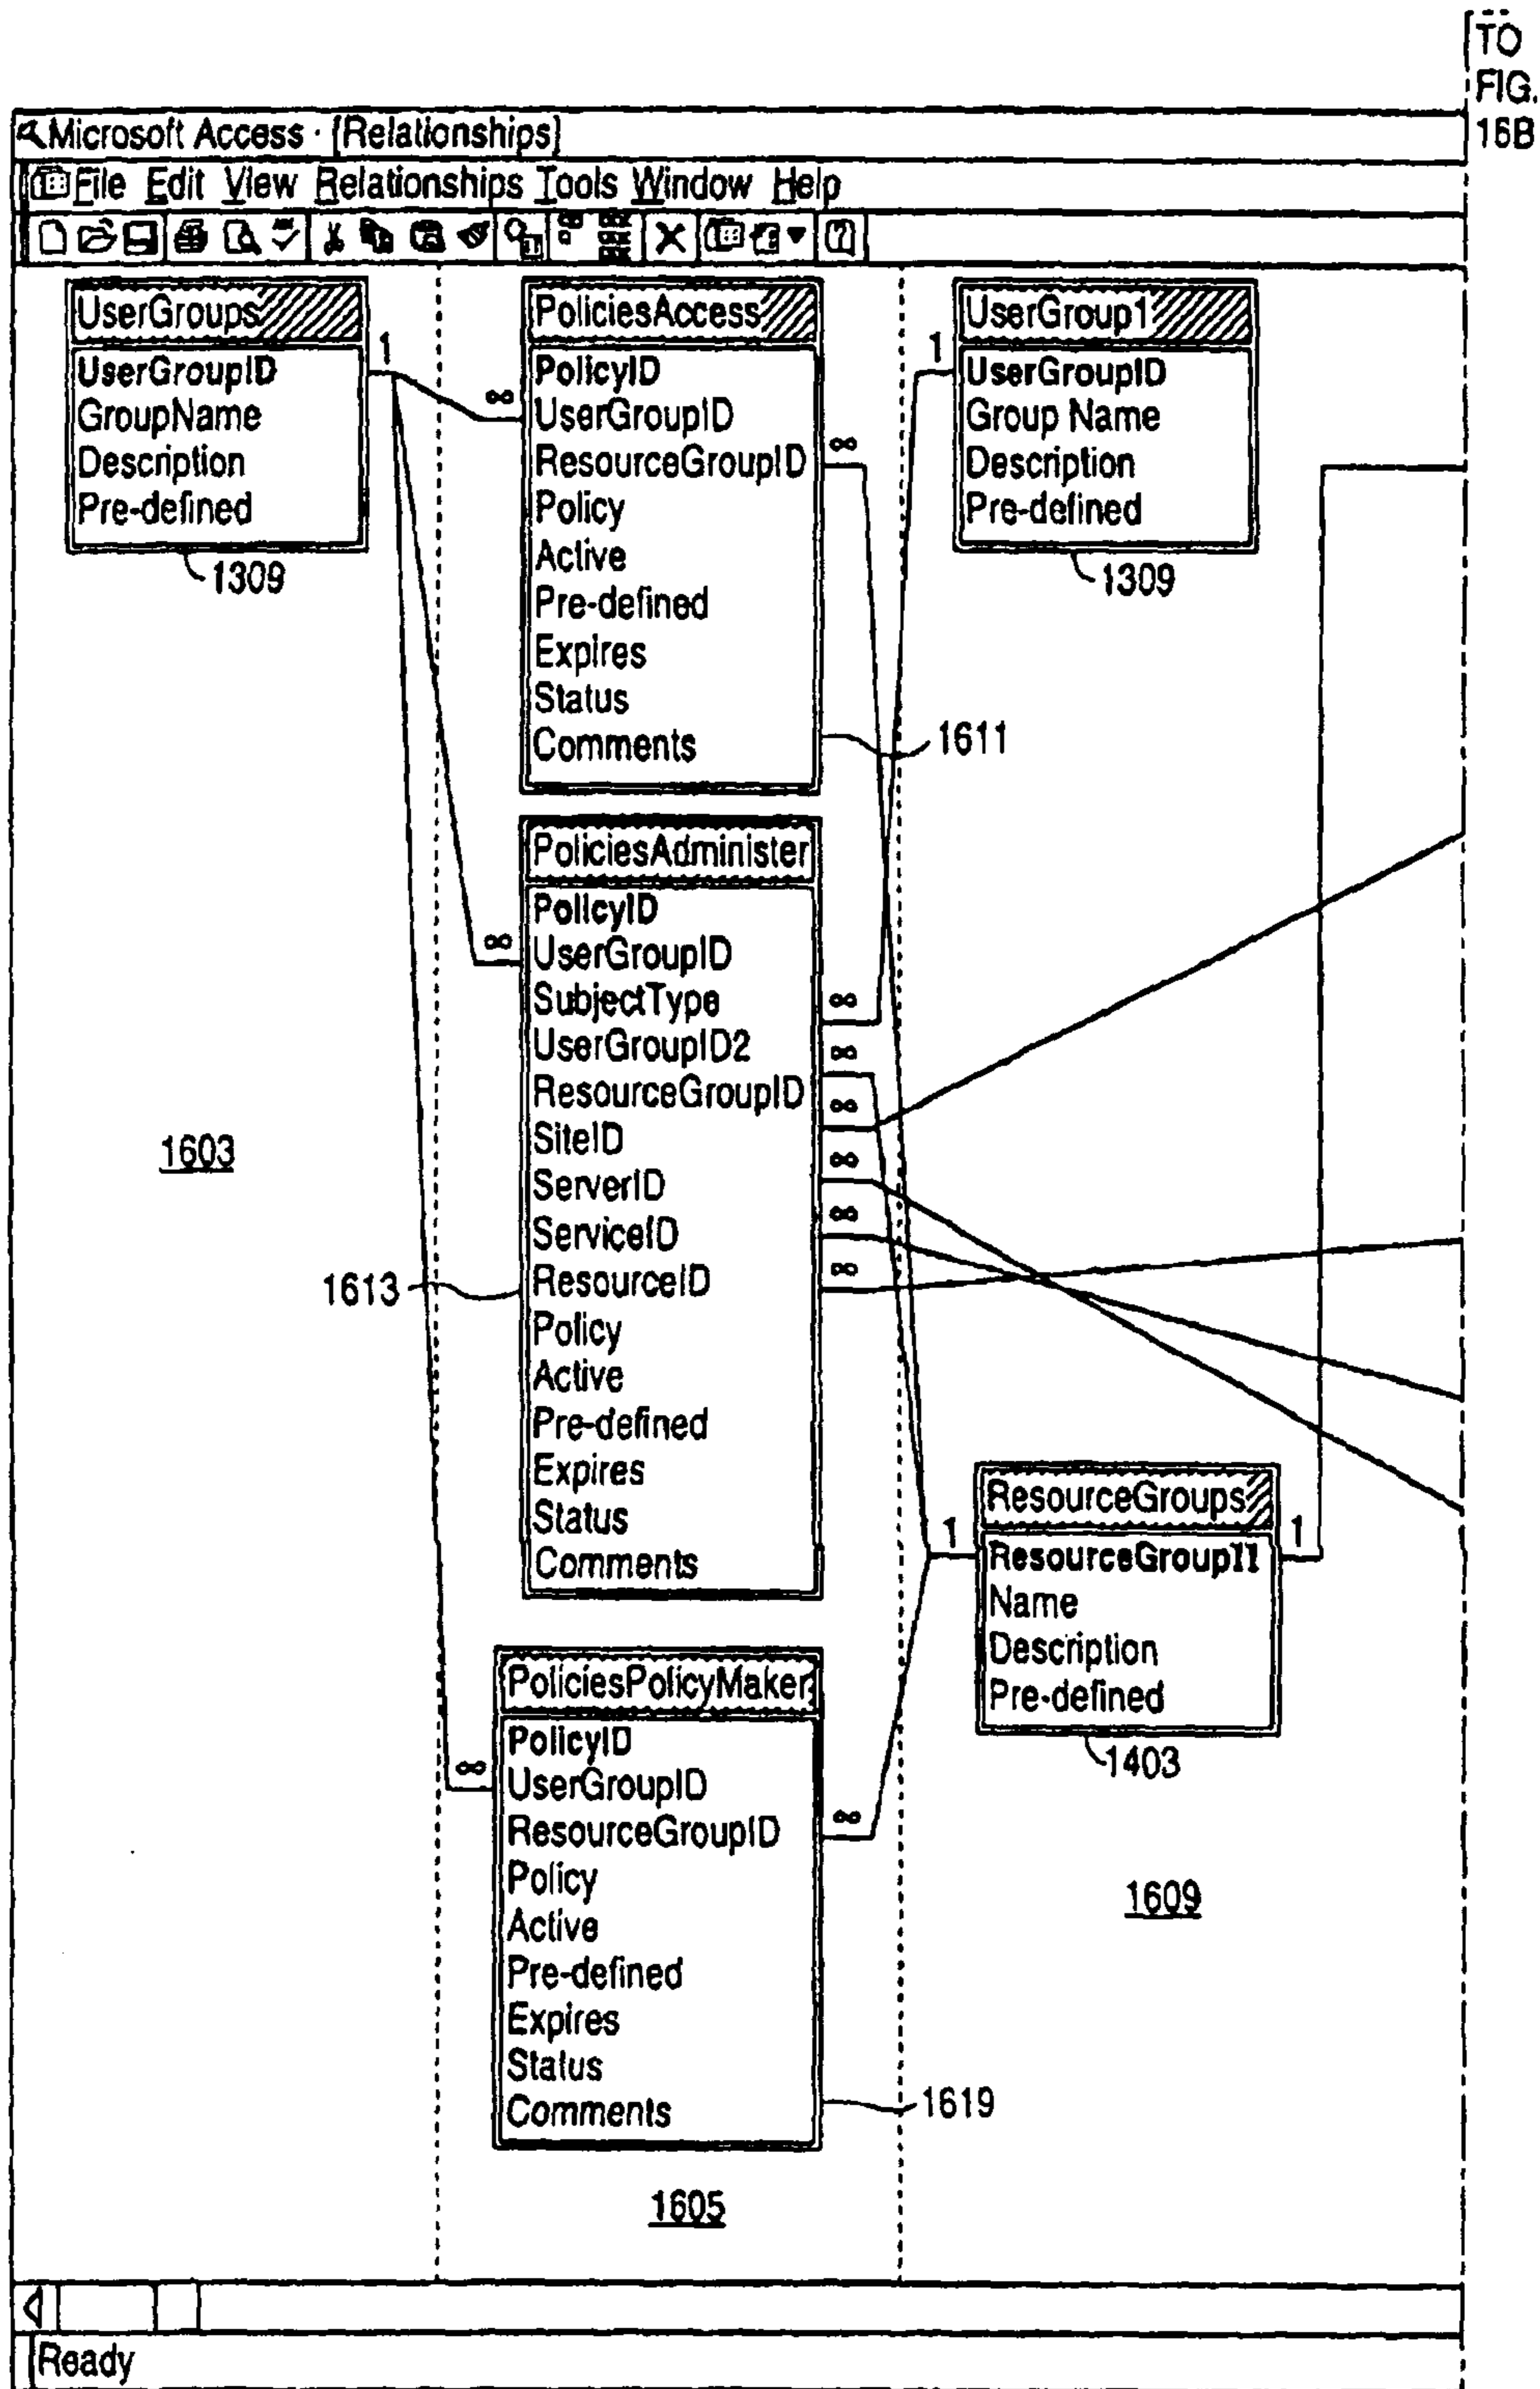 TO
FIG.
16B
Microsoft Access · [Relationships]
File Edit View Relationships Tools Window Help
UserGroups
UserGroupID
GroupName
Description
Pre-defined
1309
1
∞
∞
∞
1603
PoliciesAccess
PolicyID
UserGroupID
ResourceGroupID
Policy
Active
Pre-defined
Expires
Status
Comments
∞
1611
PoliciesAdminister
PolicyID
UserGroupID
SubjectType
UserGroupID2
ResourceGroupID
SiteID
ServerID
ServiceID
ResourceID
Policy
Active
Pre-defined
Expires
Status
Comments
∞
∞
∞
∞
∞
∞
1613
PoliciesPolicyMaker
PolicyID
UserGroupID
ResourceGroupID
Policy
Active
Pre-defined
Expires
Status
Comments
∞
1619
1605
UserGroup1
UserGroupID
Group Name
Description
Pre-defined
1
1309
ResourceGroups
ResourceGroupII
Name
Description
Pre-defined
1
1
1403
1609
Ready